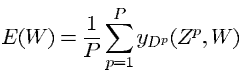 E(W) = \frac{1}{P} \sum_{p=1}^{P} y_{D^p}(Z^p, W)